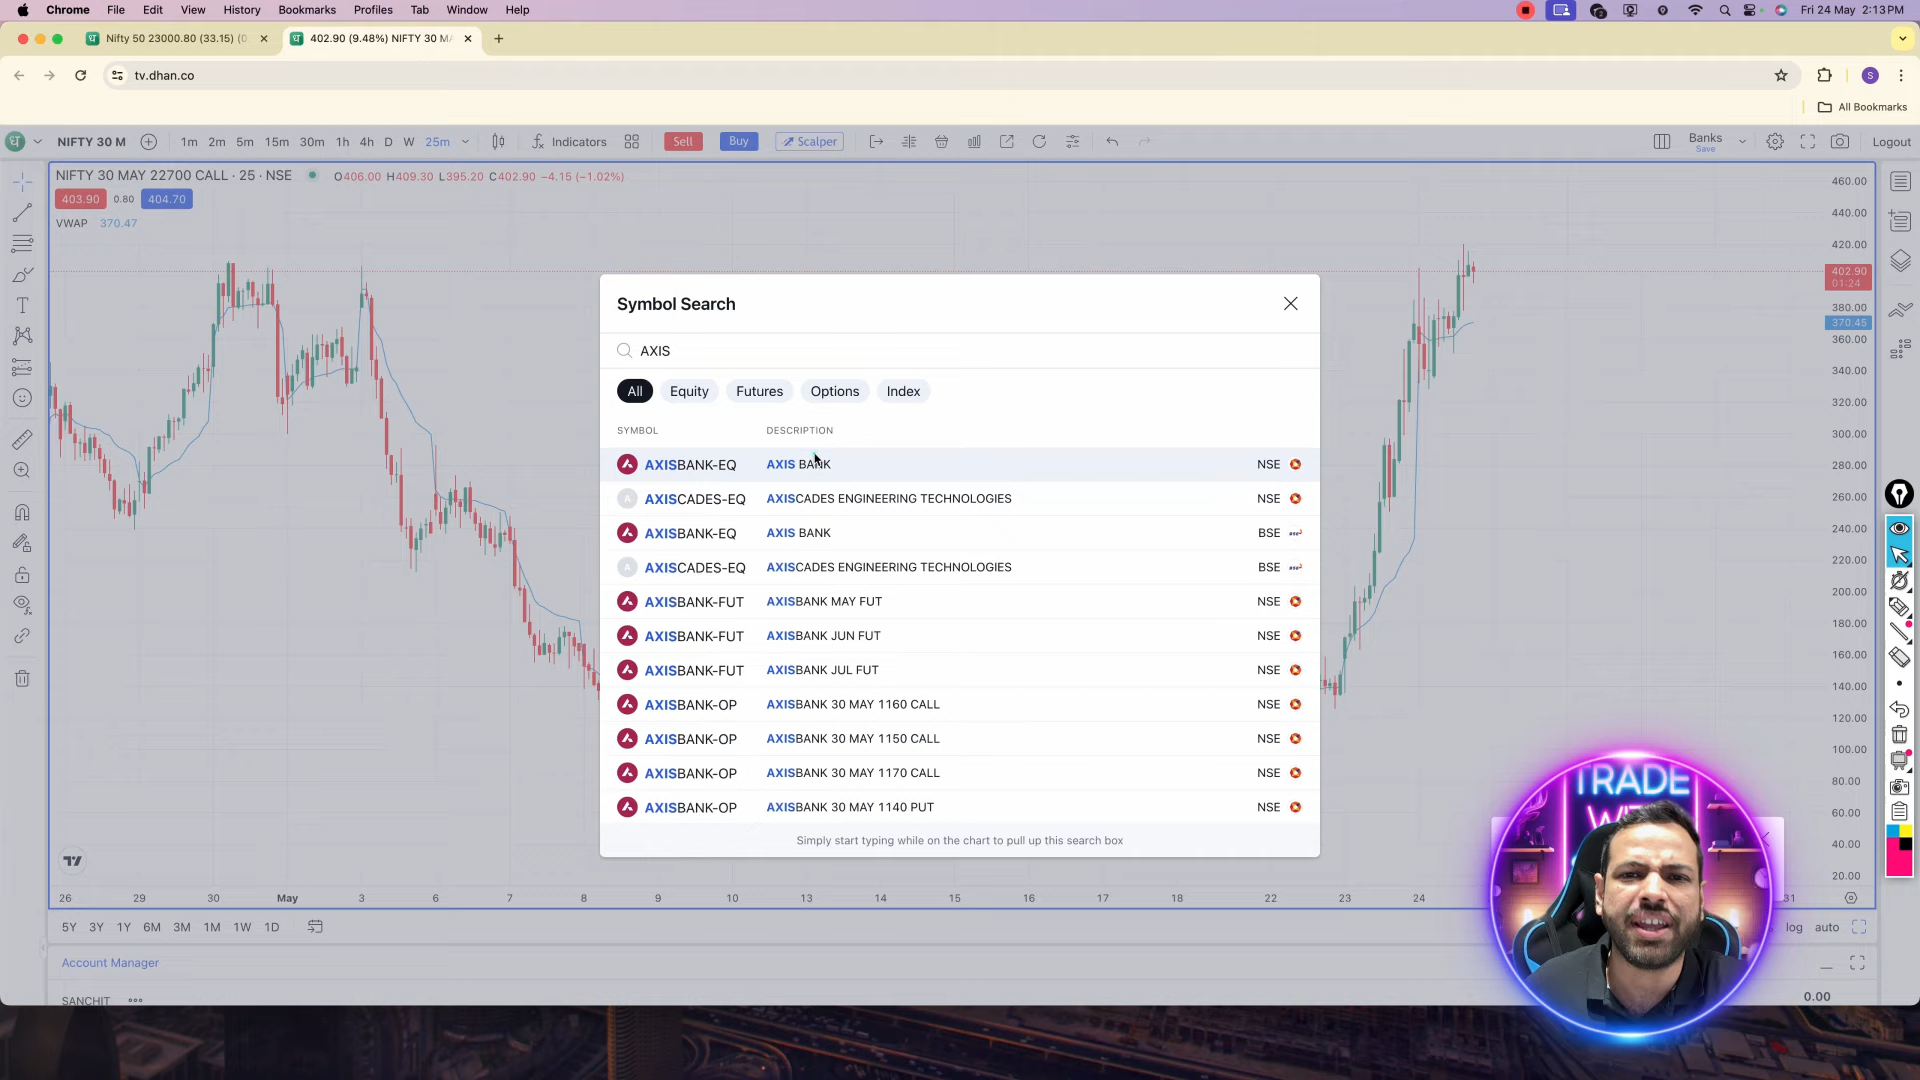 Chrome File Edit View History Bookmarks Profiles Tab Window Help Fri 24 May 2:13 PM
Nifty 50 23000.80 (33.15) (0. 402.90 (9.48%) NIFTY 30 MA
tv.dhan.co S
All Bookmarks
NIFTY 30 M 1m 2m 5m 15m 30m 1h 4h D W 25m Indicators Sell Buy Scalper Banks Save Logout
NIFTY 30 MAY 22700 CALL · 25 · NSE O406.00 H409.30 L395.20 C402.90 −4.15 (−1.02%)
403.90 0.80 404.70
VWAP 370.47
460.00
440.00
420.00
402.90
01:24
380.00
370.45
360.00
340.00
320.00
300.00
280.00
260.00
240.00
220.00
200.00
180.00
160.00
140.00
120.00
100.00
80.00
60.00
40.00
20.00
Symbol Search
AXIS
All Equity Futures Options Index
SYMBOL DESCRIPTION
AXISBANK-EQ AXIS BANK NSE
A AXISCADES-EQ AXISCADES ENGINEERING TECHNOLOGIES NSE
AXISBANK-EQ AXIS BANK BSE
A AXISCADES-EQ AXISCADES ENGINEERING TECHNOLOGIES BSE
AXISBANK-FUT AXISBANK MAY FUT NSE
AXISBANK-FUT AXISBANK JUN FUT NSE
AXISBANK-FUT AXISBANK JUL FUT NSE
AXISBANK-OP AXISBANK 30 MAY 1160 CALL NSE
AXISBANK-OP AXISBANK 30 MAY 1150 CALL NSE
AXISBANK-OP AXISBANK 30 MAY 1170 CALL NSE
AXISBANK-OP AXISBANK 30 MAY 1140 PUT NSE
Simply start typing while on the chart to pull up this search box
TRADE
26 29 30 May 3 6 7 8 9 10 13 14 15 16 17 18 22 23 24 31
5Y 3Y 1Y 6M 3M 1M 1W 1D log auto
Account Manager
SANCHIT 0.00